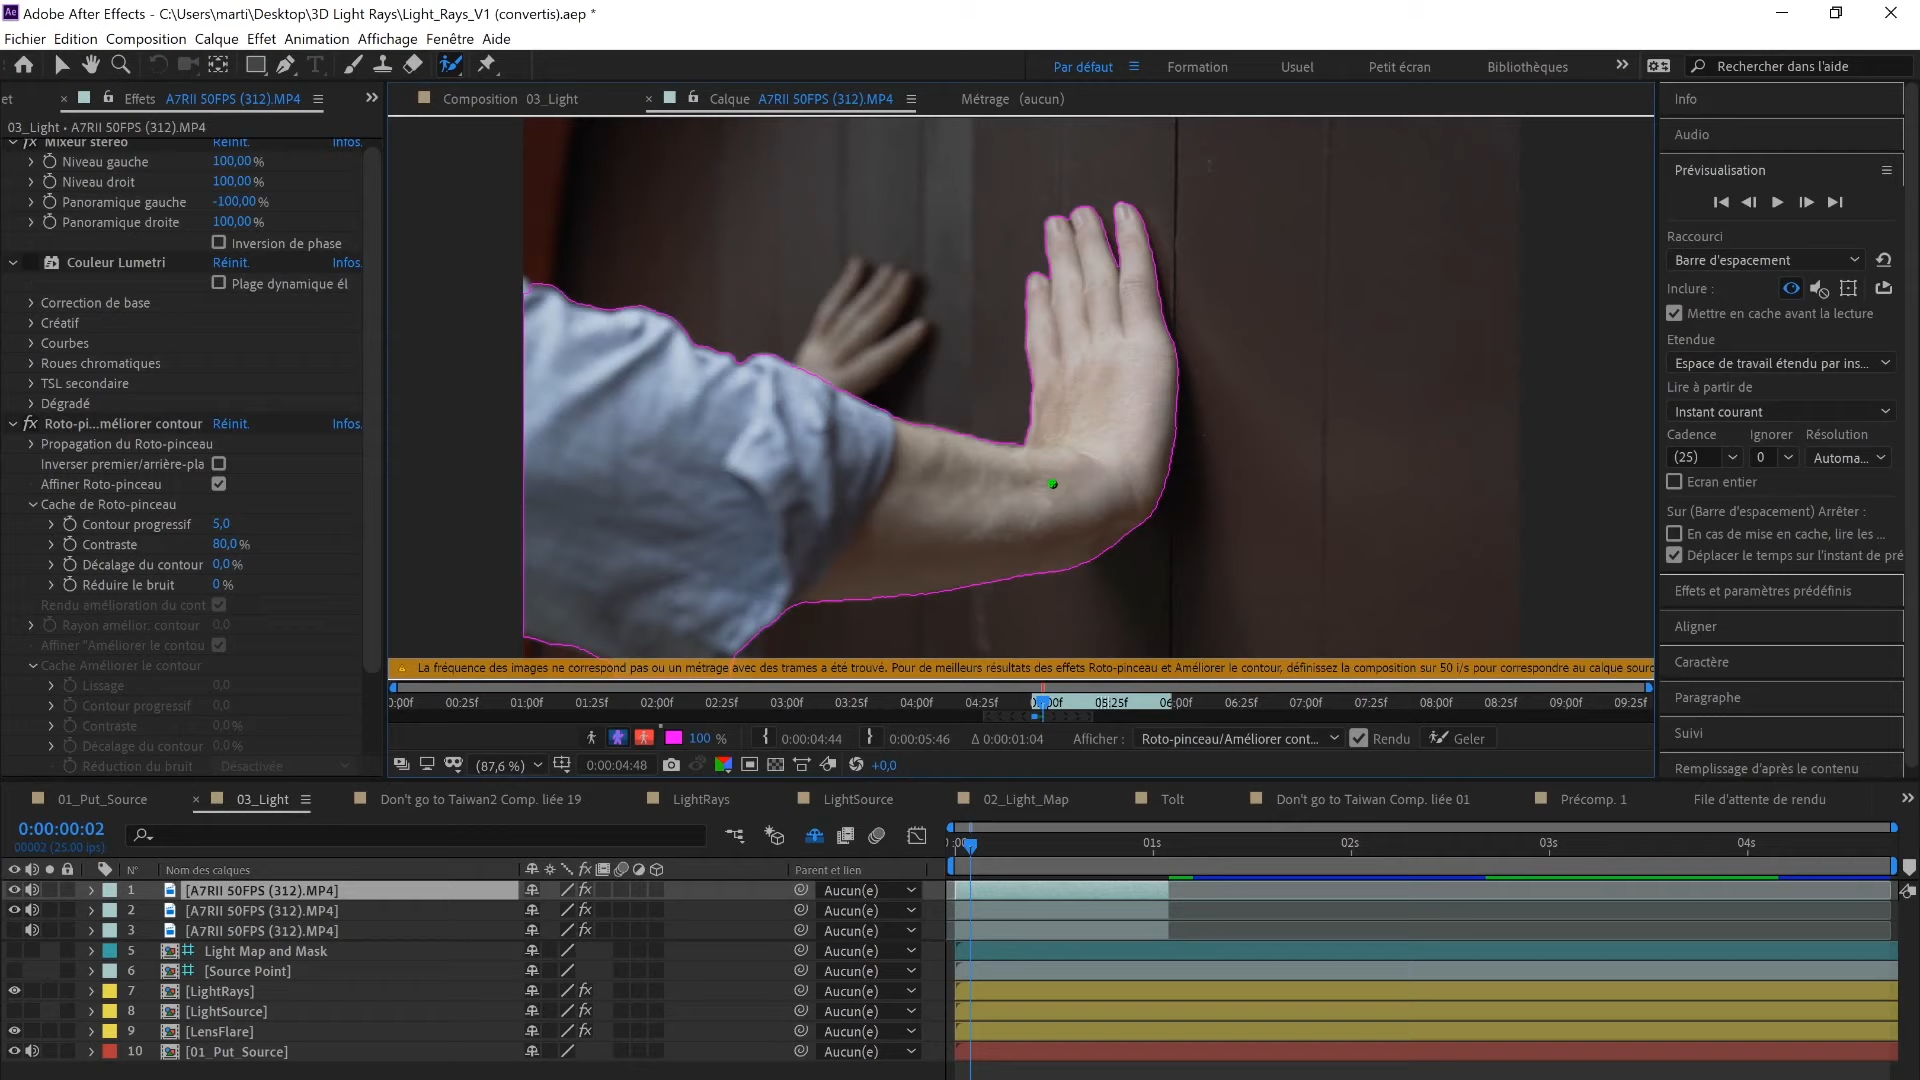 Adobe After Effects - C:\Users\marti\Desktop\3D Light Rays\Light_Rays_V1 (convertis).aep *
Fichier Edition Composition Calque Effet Animation Affichage Fenêtre Aide
Par défaut Formation Usuel Petit écran Bibliothèques Rechercher dans l'aide
et Effets A7RII 50FPS (312).MP4
Composition 03_Light
Calque A7RII 50FPS (312).MP4
Métrage (aucun)
03_Light • A7RII 50FPS (312).MP4
fx Mixeur stéréo Réinit. Infos.
Niveau gauche 100,00 %
Niveau droit 100,00 %
Panoramique gauche -100,00 %
Panoramique droite 100,00 %
Inversion de phase
Couleur Lumetri Réinit. Infos.
Plage dynamique él
Correction de base
Créatif
Courbes
Roues chromatiques
TSL secondaire
Dégradé
fx Roto-pi...méliorer contour Réinit. Infos.
Propagation du Roto-pinceau
Inverser premier/arrière-pla
Affiner Roto-pinceau
Cache de Roto-pinceau
Contour progressif 5,0
Contraste 80,0 %
Décalage du contour 0,0 %
Réduire le bruit 0 %
Rendu amélioration du cont
Rayon amélior. contour 0,0
Affiner "Améliorer le contou
Cache Améliorer le contour
Lissage 0,0
Contour progressif 0,0
Contraste 0,0 %
Décalage du contour 0,0 %
Réduction du bruit Désactivée
La fréquence des images ne correspond pas ou un métrage avec des trames a été trouvé. Pour de meilleurs résultats des effets Roto-pinceau et Améliorer le contour, définissez la composition sur 50 i/s pour correspondre au calque sourc
:00f 00:25f 01:00f 01:25f 02:00f 02:25f 03:00f 03:25f 04:00f 04:25f 05:25f 06:00f 06:25f 07:00f 07:25f 08:00f 08:25f 09:00f 09:25f
100 % 0:00:04:44 0:00:05:46 Δ 0:00:01:04 Afficher : Roto-pinceau/Améliorer cont... Rendu Geler
(87,6 %) 0:00:04:48 +0,0
Info
Audio
Prévisualisation
Raccourci
Barre d'espacement
Inclure :
Mettre en cache avant la lecture
Etendue
Espace de travail étendu par ins...
Lire à partir de
Instant courant
Cadence Ignorer Résolution
(25) 0 Automa...
Ecran entier
Sur (Barre d'espacement) Arrêter :
En cas de mise en cache, lire les ...
Déplacer le temps sur l'instant de pré
Effets et paramètres prédéfinis
Aligner
Caractère
Paragraphe
Suivi
Remplissage d'après le contenu
01_Put_Source 03_Light Don't go to Taiwan2 Comp. liée 19 LightRays LightSource 02_Light_Map Tolt Don't go to Taiwan Comp. liée 01 Précomp. 1 File d'attente de rendu
0:00:00:02
00002 (25.00 ips)
01s 02s 03s 04s
N° Nom des calques fx Parent et lien
1 [A7RII 50FPS (312).MP4] fx Aucun(e)
2 [A7RII 50FPS (312).MP4] fx Aucun(e)
3 [A7RII 50FPS (312).MP4] fx Aucun(e)
5 Light Map and Mask Aucun(e)
6 [Source Point] Aucun(e)
7 [LightRays] fx Aucun(e)
8 [LightSource] fx Aucun(e)
9 [LensFlare] fx Aucun(e)
10 [01_Put_Source] Aucun(e)